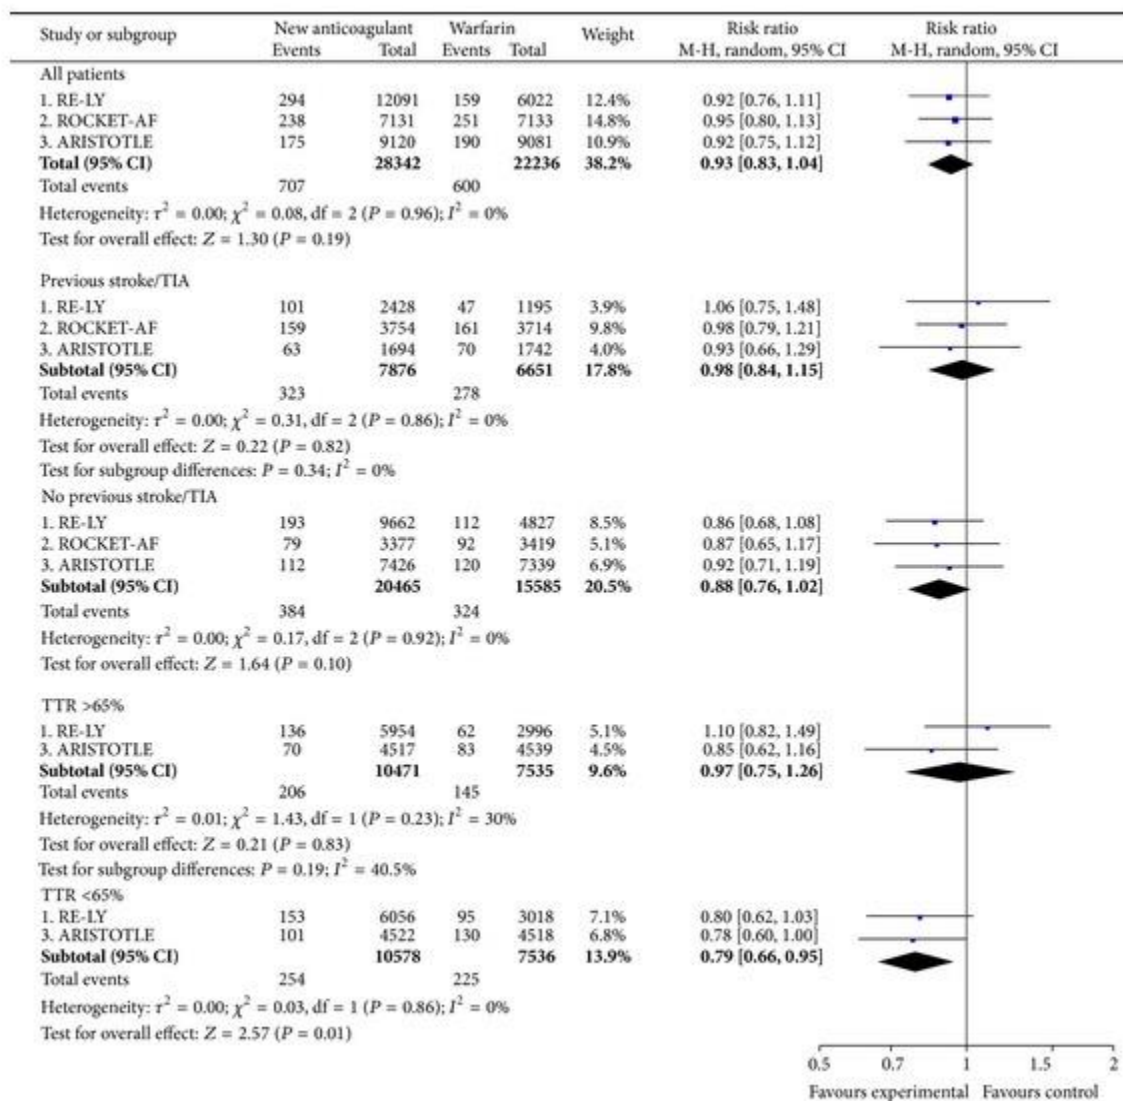 Study or subgroup New anticoagulant Warfarin Weight Risk ratio Risk ratio
Events Total Events Total M-H, random, 95% CI M-H, random, 95% CI
All patients
1. RE-LY 294 12091 159 6022 12.4% 0.92 [0.76, 1.11]
2. ROCKET-AF 238 7131 251 7133 14.8% 0.95 [0.80, 1.13]
3. ARISTOTLE 175 9120 190 9081 10.9% 0.92 [0.75, 1.12]
Total (95% CI) 28342 22236 38.2% 0.93 [0.83, 1.04]
Total events 707 600
Heterogeneity: τ² = 0.00; χ² = 0.08, df = 2 (P = 0.96); I² = 0%
Test for overall effect: Z = 1.30 (P = 0.19)
Previous stroke/TIA
1. RE-LY 101 2428 47 1195 3.9% 1.06 [0.75, 1.48]
2. ROCKET-AF 159 3754 161 3714 9.8% 0.98 [0.79, 1.21]
3. ARISTOTLE 63 1694 70 1742 4.0% 0.93 [0.66, 1.29]
Subtotal (95% CI) 7876 6651 17.8% 0.98 [0.84, 1.15]
Total events 323 278
Heterogeneity: τ² = 0.00; χ² = 0.31, df = 2 (P = 0.86); I² = 0%
Test for overall effect: Z = 0.22 (P = 0.82)
Test for subgroup differences: P = 0.34; I² = 0%
No previous stroke/TIA
1. RE-LY 193 9662 112 4827 8.5% 0.86 [0.68, 1.08]
2. ROCKET-AF 79 3377 92 3419 5.1% 0.87 [0.65, 1.17]
3. ARISTOTLE 112 7426 120 7339 6.9% 0.92 [0.71, 1.19]
Subtotal (95% CI) 20465 15585 20.5% 0.88 [0.76, 1.02]
Total events 384 324
Heterogeneity: τ² = 0.00; χ² = 0.17, df = 2 (P = 0.92); I² = 0%
Test for overall effect: Z = 1.64 (P = 0.10)
TTR >65%
1. RE-LY 136 5954 62 2996 5.1% 1.10 [0.82, 1.49]
3. ARISTOTLE 70 4517 83 4539 4.5% 0.85 [0.62, 1.16]
Subtotal (95% CI) 10471 7535 9.6% 0.97 [0.75, 1.26]
Total events 206 145
Heterogeneity: τ² = 0.01; χ² = 1.43, df = 1 (P = 0.23); I² = 30%
Test for overall effect: Z = 0.21 (P = 0.83)
Test for subgroup differences: P = 0.19; I² = 40.5%
TTR <65%
1. RE-LY 153 6056 95 3018 7.1% 0.80 [0.62, 1.03]
3. ARISTOTLE 101 4522 130 4518 6.8% 0.78 [0.60, 1.00]
Subtotal (95% CI) 10578 7536 13.9% 0.79 [0.66, 0.95]
Total events 254 225
Heterogeneity: τ² = 0.00; χ² = 0.03, df = 1 (P = 0.86); I² = 0%
Test for overall effect: Z = 2.57 (P = 0.01)
0.5 0.7 1 1.5 2
Favours experimental Favours control